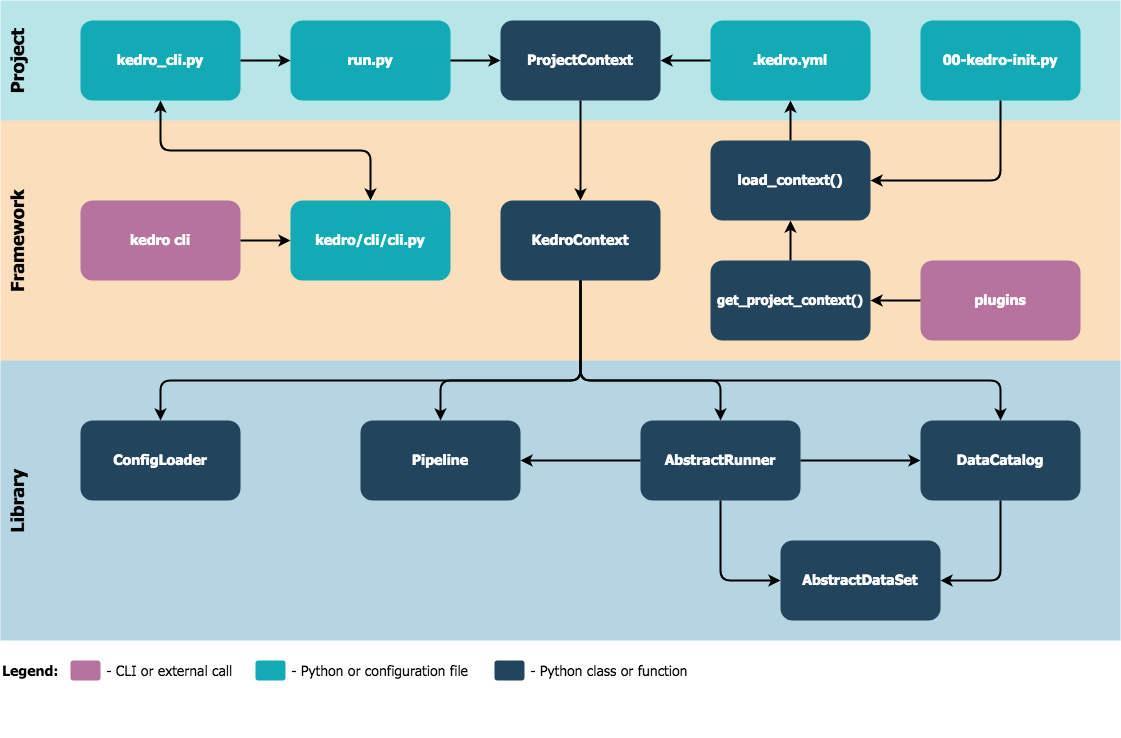 Project
kedro_cli.py
run.py
ProjectContext
.kedro.yml
00-kedro-init.py
Framework
load_context()
kedro cli
kedro/cli/cli.py
KedroContext
get_project_context()
plugins
Library
ConfigLoader
Pipeline
AbstractRunner
DataCatalog
AbstractDataSet
Legend: - CLI or external call - Python or configuration file - Python class or function